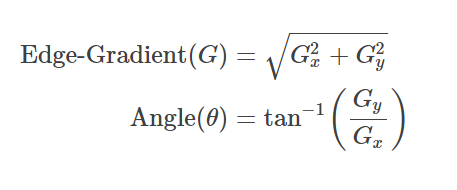 Edge-Gradient(G) = √(G_x^2 + G_y^2)
Angle(θ) = tan^−1 (G_y / G_x)